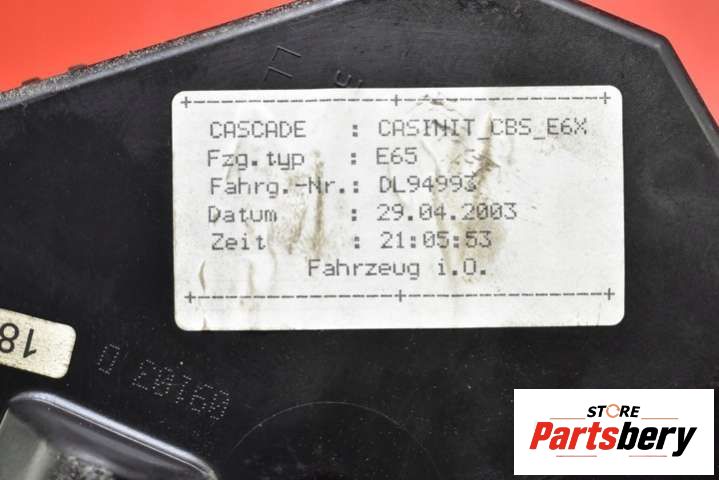 +------------------+------------------+
CASCADE : CASINIT_CBS_E6X
Fzg.typ : E65
Fahrg.-Nr.: DL94993
Datum : 29.04.2003
Zeit : 21:05:53
Fahrzeug i.O.
+------------------+------------------+
18
STORE
Partsbery